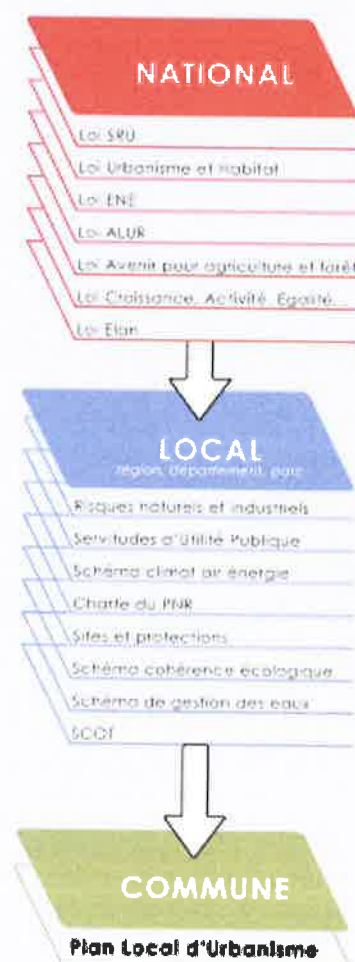 NATIONAL
Loi SRU
Loi Urbanisme et Habitat
Loi ENE
Loi ALUR
Loi Avenir pour agriculture et forêt
Loi Croissance, Activité, Égalité...
Loi Elan
LOCAL
région, département, parc
Risques naturels et industriels
Servitudes d'Utilité Publique
Schéma climat air énergie
Charte du PNR
Sites et protections
Schéma cohérence écologique
Schéma de gestion des eaux
SCOT
COMMUNE
Plan Local d'Urbanisme